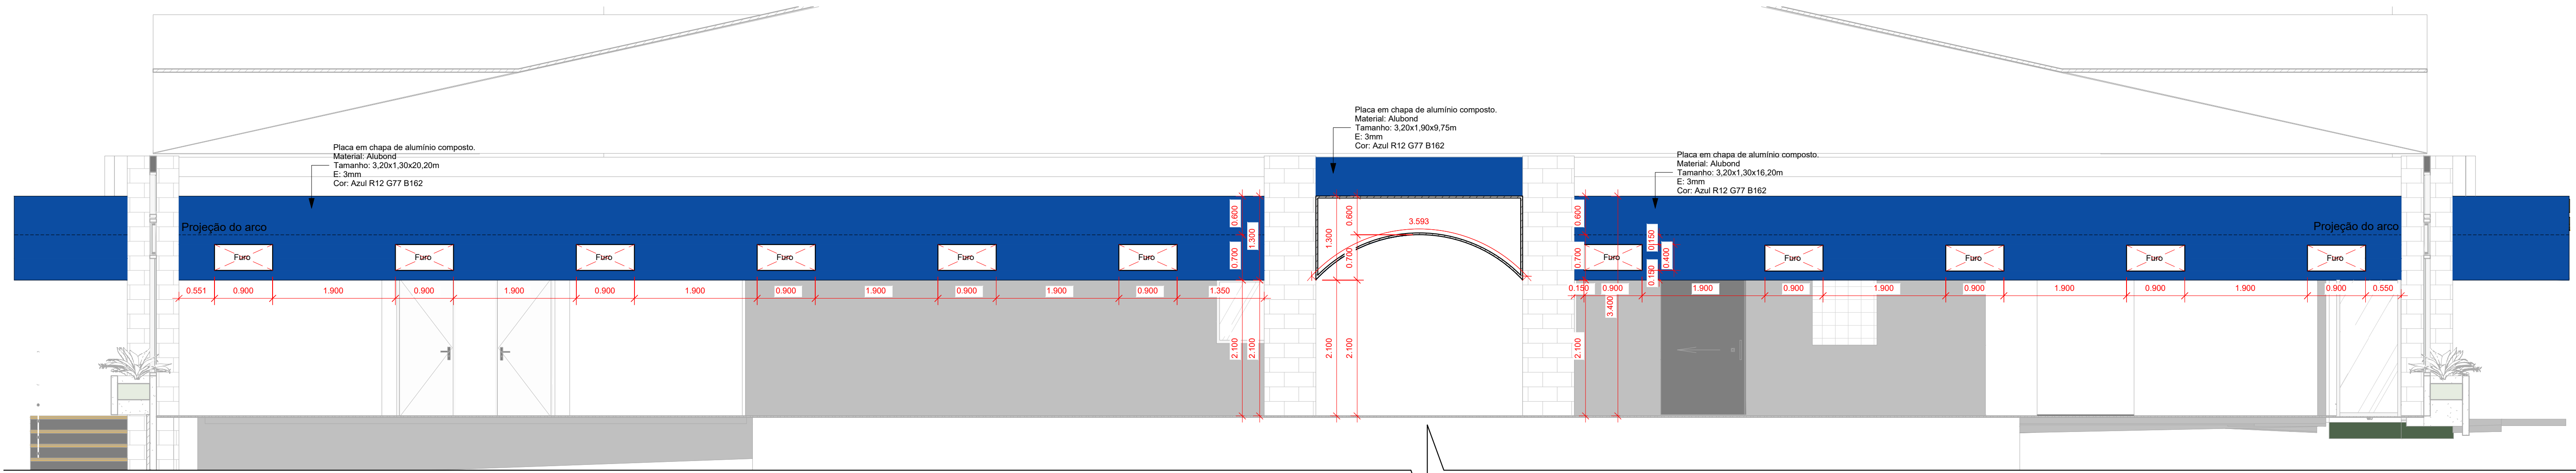 Placa em chapa de alumínio composto.
Material: Alubond
Tamanho: 3,20x1,90x9,75m
E: 3mm
Cor: Azul R12 G77 B162
Placa em chapa de alumínio composto.
Material: Alubond
Tamanho: 3,20x1,30x20,20m
E: 3mm
Cor: Azul R12 G77 B162
Placa em chapa de alumínio composto.
Material: Alubond
Tamanho: 3,20x1,30x16,20m
E: 3mm
Cor: Azul R12 G77 B162
Projeção do arco
Projeção do arco
0.600
1.300
0.700
0.600
1.300
0.700
3.593
0.600
0.700
0.150
0.400
0.150
Furo
Furo
Furo
Furo
Furo
Furo
Furo
Furo
Furo
Furo
Furo
0.551
0.900
1.900
0.900
1.900
0.900
1.900
0.900
1.900
0.900
1.900
0.900
1.350
0.150
0.900
1.900
0.900
1.900
0.900
1.900
0.900
1.900
0.900
0.550
3.400
2.100
2.100
2.100
2.100
2.100